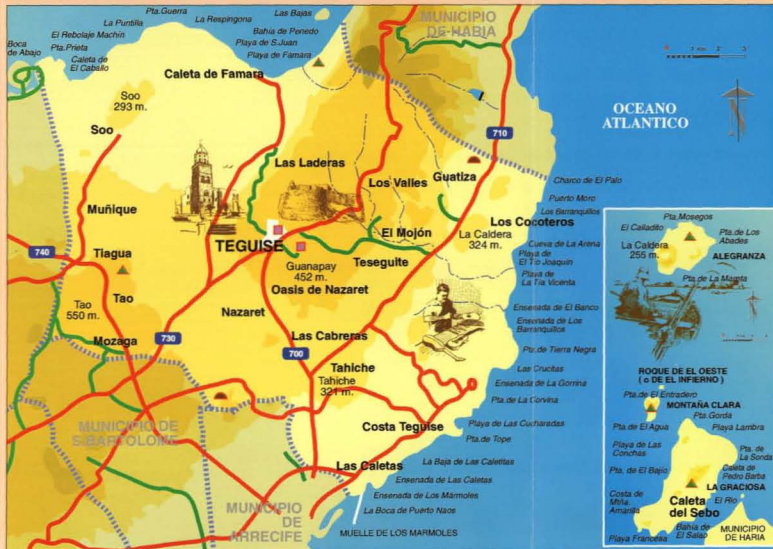 Pta.Guerra
La Puntilla
La Respingona
Las Bajas
El Rebolaje Machín
Bahía de Penedo
Boca
de Abajo
Pta.Prieta
Playa de S.Juan
Caleta de
El Caballo
Playa de Famara
MUNICIPIO
DE HABIA
Caleta de Famara
Soo
293 m.
Soo
OCEANO
ATLANTICO
710
Las Laderas
Los Valles
Guatiza
Charco de El Palo
Muñique
Puerto Moro
Los Barranquillos
Los Cocoteros
TEGUISE
El Mojón
La Caldera
324 m.
Cueva de La Arena
740
Tiagua
Teseguite
Playa de
El Tío Joaquín
Guanapay
452 m.
Playa de
La Tía Vicenta
Tao
Oasis de Nazaret
Tao
550 m.
Nazaret
Ensenada de El Banco
Ensenada de Los
Barranquillos
Mozaga
730
Las Cabreras
700
Pta.de Tierra Negra
Tahiche
Las Crucitas
Tahiche
321 m.
Ensenada de La Gorrina
Pta.de La Corvina
MUNICIPIO DE
S.BARTOLOME
Costa Teguise
Playa de Las Cucharadas
Pta.de Tope
Las Caletas
La Baja de Las Caletitas
Ensenada de Las Caletas
Ensenada de Los Mármoles
MUNICIPIO
DE
ARRECIFE
La Boca de Puerto Naos
MUELLE DE LOS MARMOLES
Pta.Mosegos
El Calladito
Pta.de Los
Abades
La Caldera
255 m.
ALEGRANZA
Pta.de La Mareta
ROQUE DE EL OESTE
( o DE EL INFIERNO )
Pta.de El Entradero
MONTAÑA CLARA
Pta.Gorda
Pta.de El Agua
Playa Lambra
Playa de Las
Conchas
Pta. de
La Sonda
Pta. de El Bajío
Caleta de
Pedro Barba
LA GRACIOSA
Costa de
Mtña.
Amarilla
Caleta
del Sebo
El Río
Bahía de
El Salao
Playa Francesa
MUNICIPIO
DE HARIA